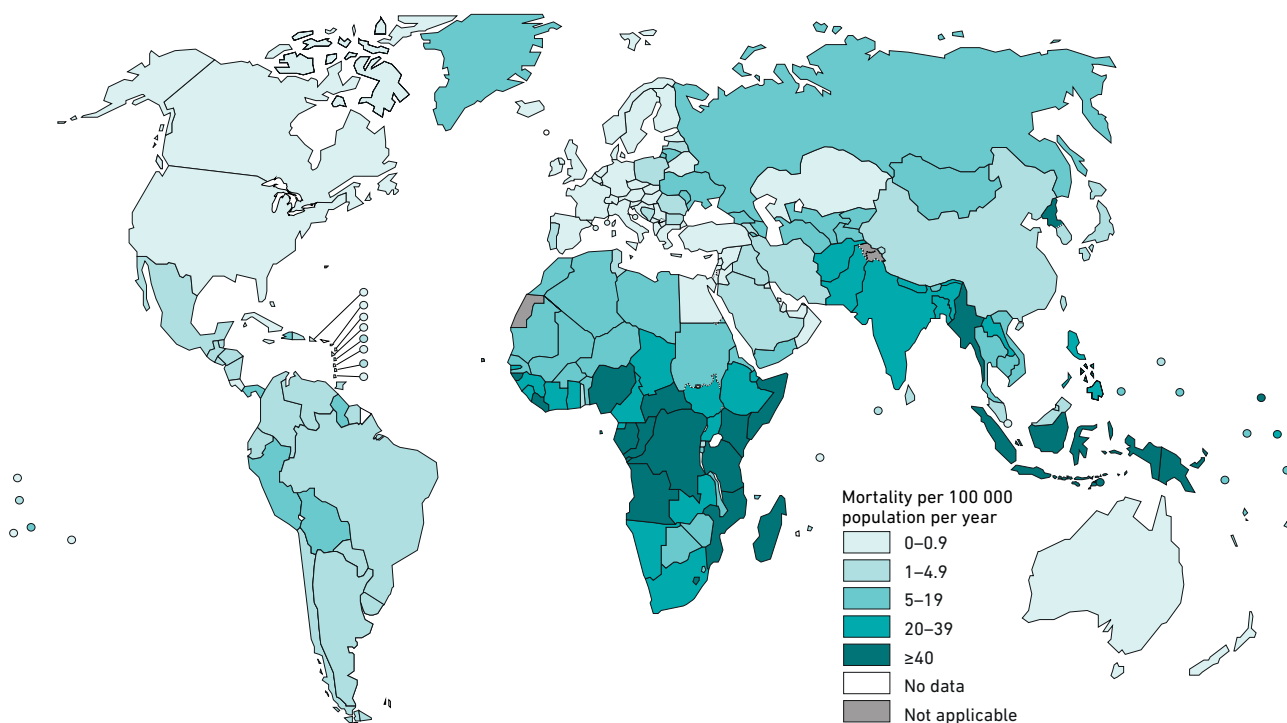 Mortality per 100 000
population per year
0–0.9
1–4.9
5–19
20–39
≥40
No data
Not applicable